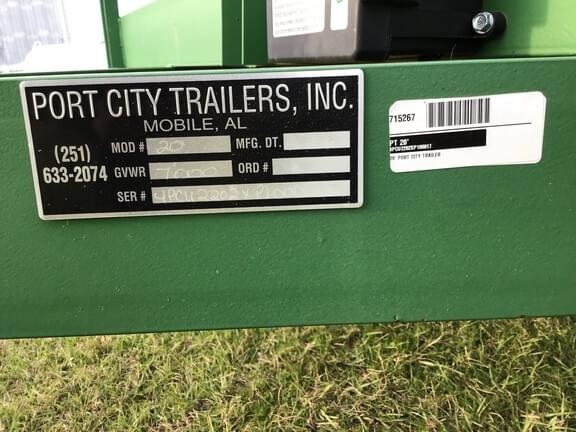 PORT CITY TRAILERS, INC.
MOBILE, AL
(251)
633-2074
MOD # 20 MFG. DT.
GVWR 7000 ORD #
SER #
715267
PT 20'
20' PORT CITY TRAILER